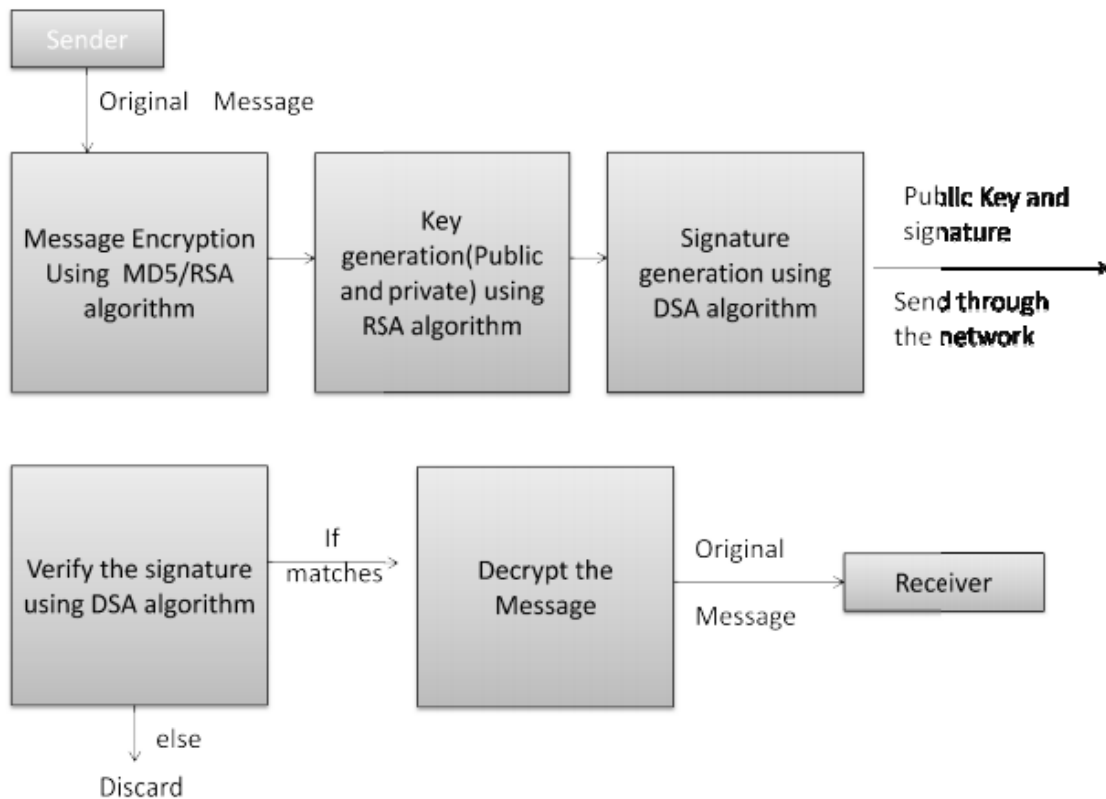 Sender
Original Message
Message Encryption
Using MD5/RSA
algorithm
Key
generation(Public
and private) using
RSA algorithm
Signature
generation using
DSA algorithm
Public Key and
signature
Send through
the network
Verify the signature
using DSA algorithm
If
matches
else
Discard
Decrypt the
Message
Original
Message
Receiver